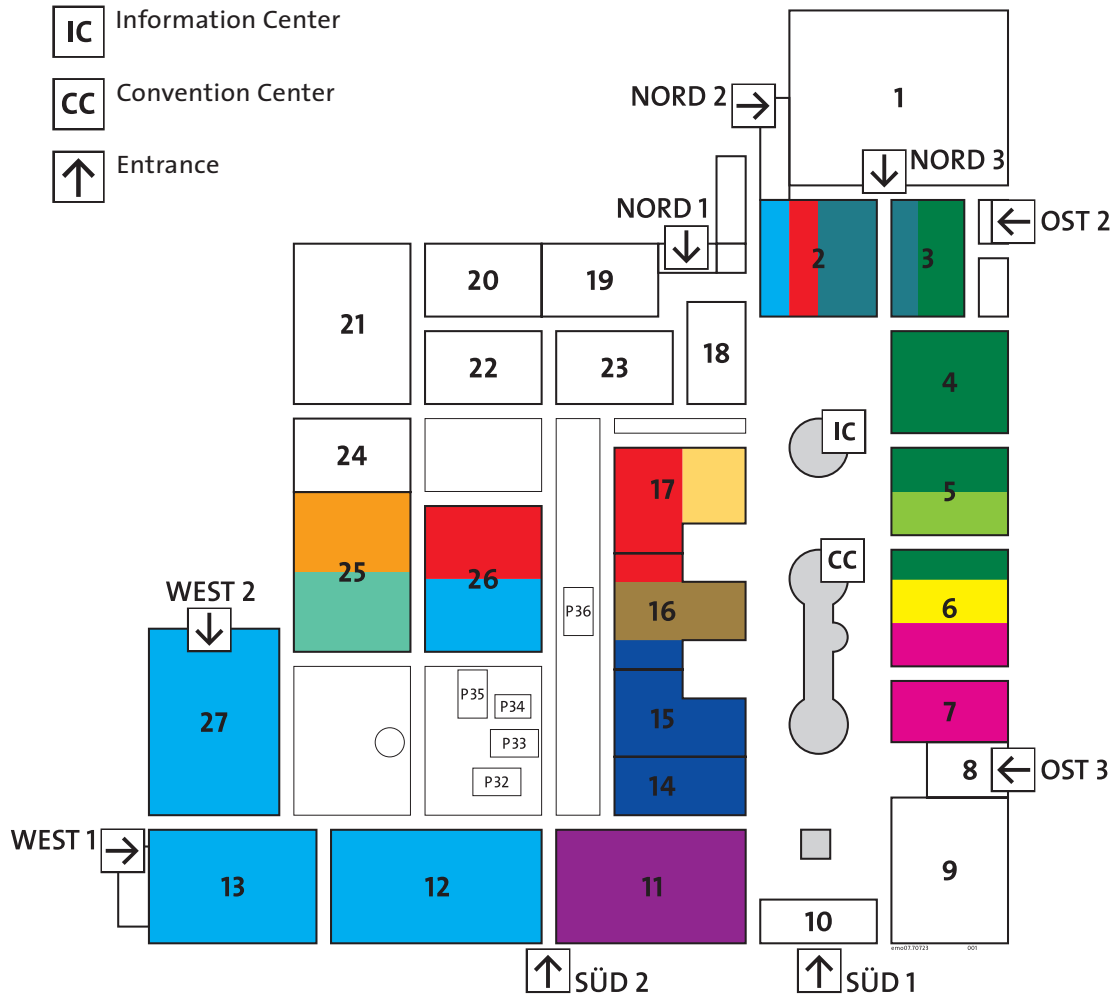 IC Information Center
CC Convention Center
Entrance
NORD 2
1
NORD 3
NORD 1
OST 2
2
3
20
19
21
22
23
18
4
IC
24
17
5
CC
25
26
P36
16
6
WEST 2
P35
P34
27
15
7
P33
P32
14
8
OST 3
WEST 1
13
12
11
9
10
emo07.70723 001
SÜD 2
SÜD 1